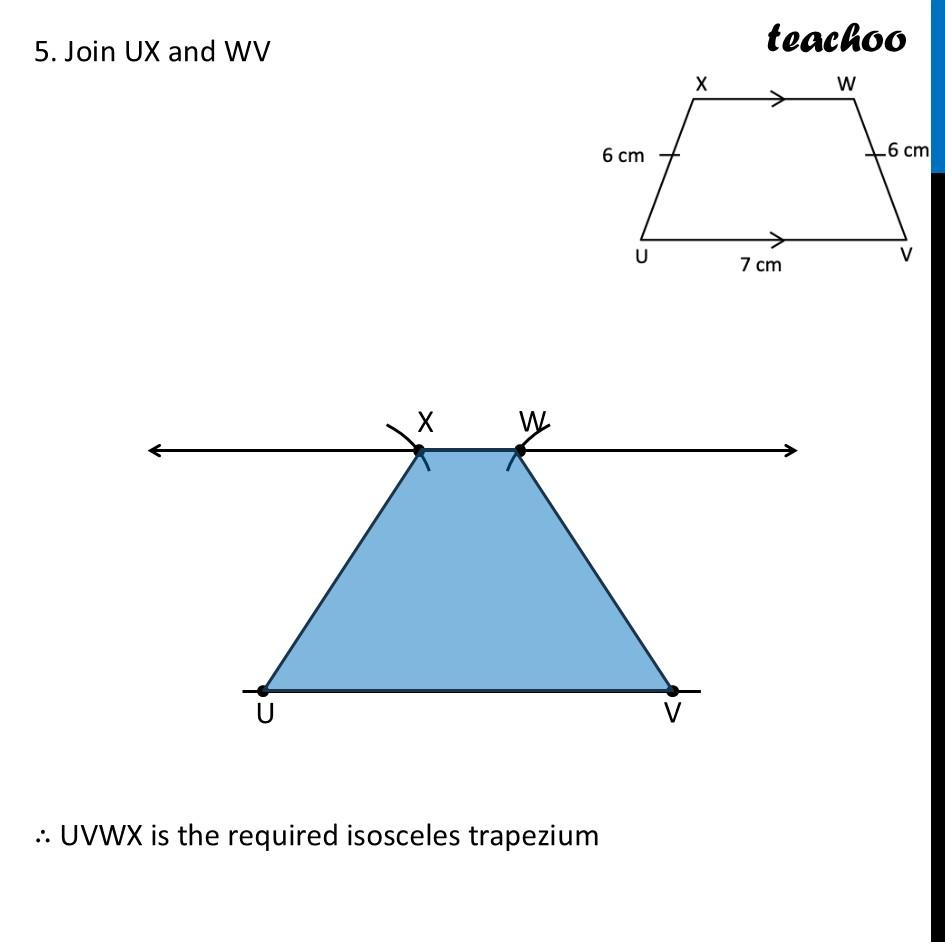 5. Join UX and WV
teachoo
X
W
6 cm
6 cm
U
7 cm
V
X
W
U
V
∴ UVWX is the required isosceles trapezium